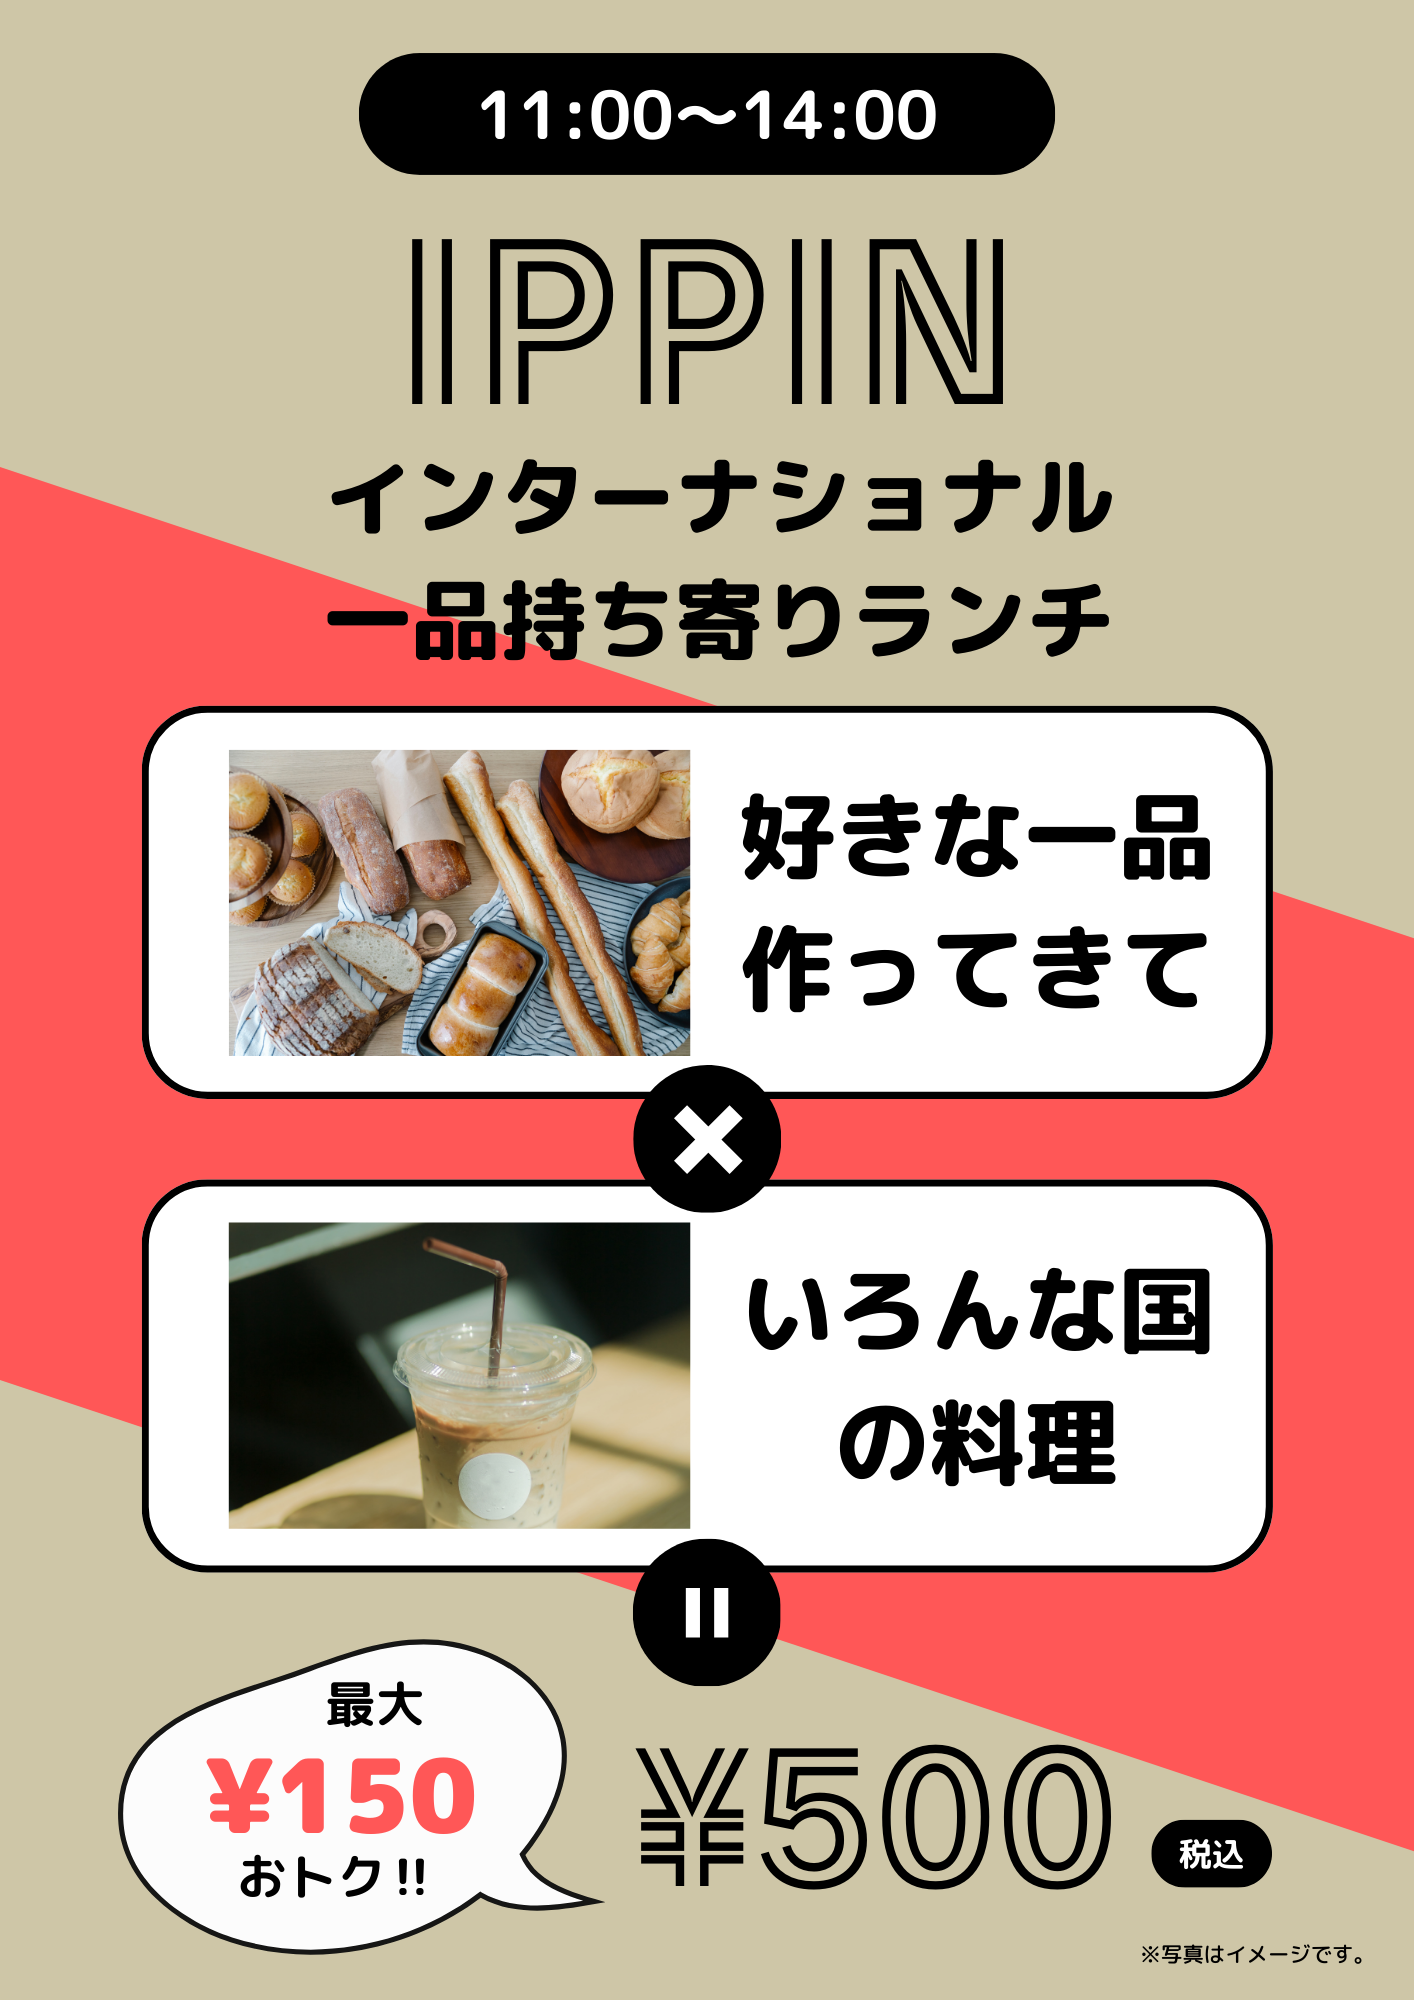 11:00〜14:00
IPPIN
インターナショナル
一品持ち寄りランチ
好きな一品
作ってきて
いろんな国
の料理
最大
¥150
おトク!!
¥500
税込
※写真はイメージです。